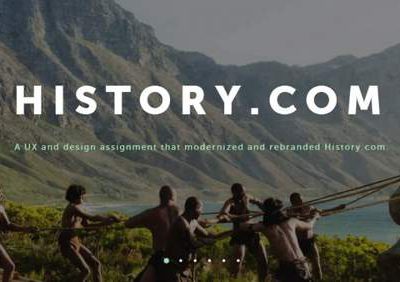 HISTORY.COM
A UX and design assignment that modernized and rebranded History.com